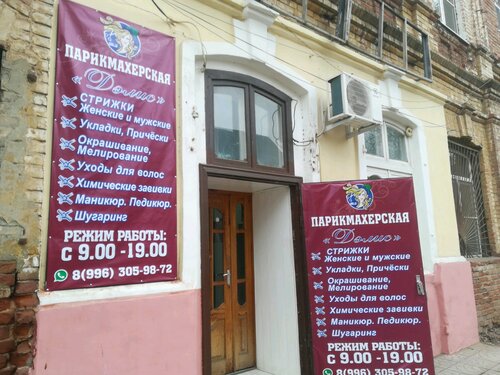 ПАРИКМАХЕРСКАЯ
«Дэлис»
СТРИЖКИ
Женские и мужские
Укладки, Причёски
Окрашивание,
Мелирование
Уходы для волос
Химические завивки
Маникюр. Педикюр.
Шугаринг
РЕЖИМ РАБОТЫ:
С 9.00 -19.00
8(996) 305-98-72
ПАРИКМАХЕРСКАЯ
«Дэлис»
СТРИЖКИ
Женские и мужские
Укладки, Причёски
Окрашивание,
Мелирование
Уходы для волос
Химические завивки
Маникюр. Педикюр.
Шугаринг
РЕЖИМ РАБОТЫ:
С 9.00 -19.00
8(996) 305-98-72